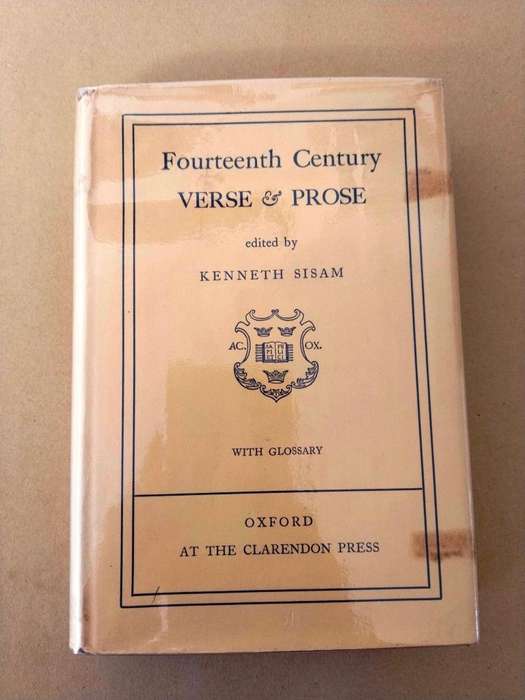 Fourteenth Century
VERSE & PROSE
edited by
KENNETH SISAM
AC. OX.
WITH GLOSSARY
OXFORD
AT THE CLARENDON PRESS